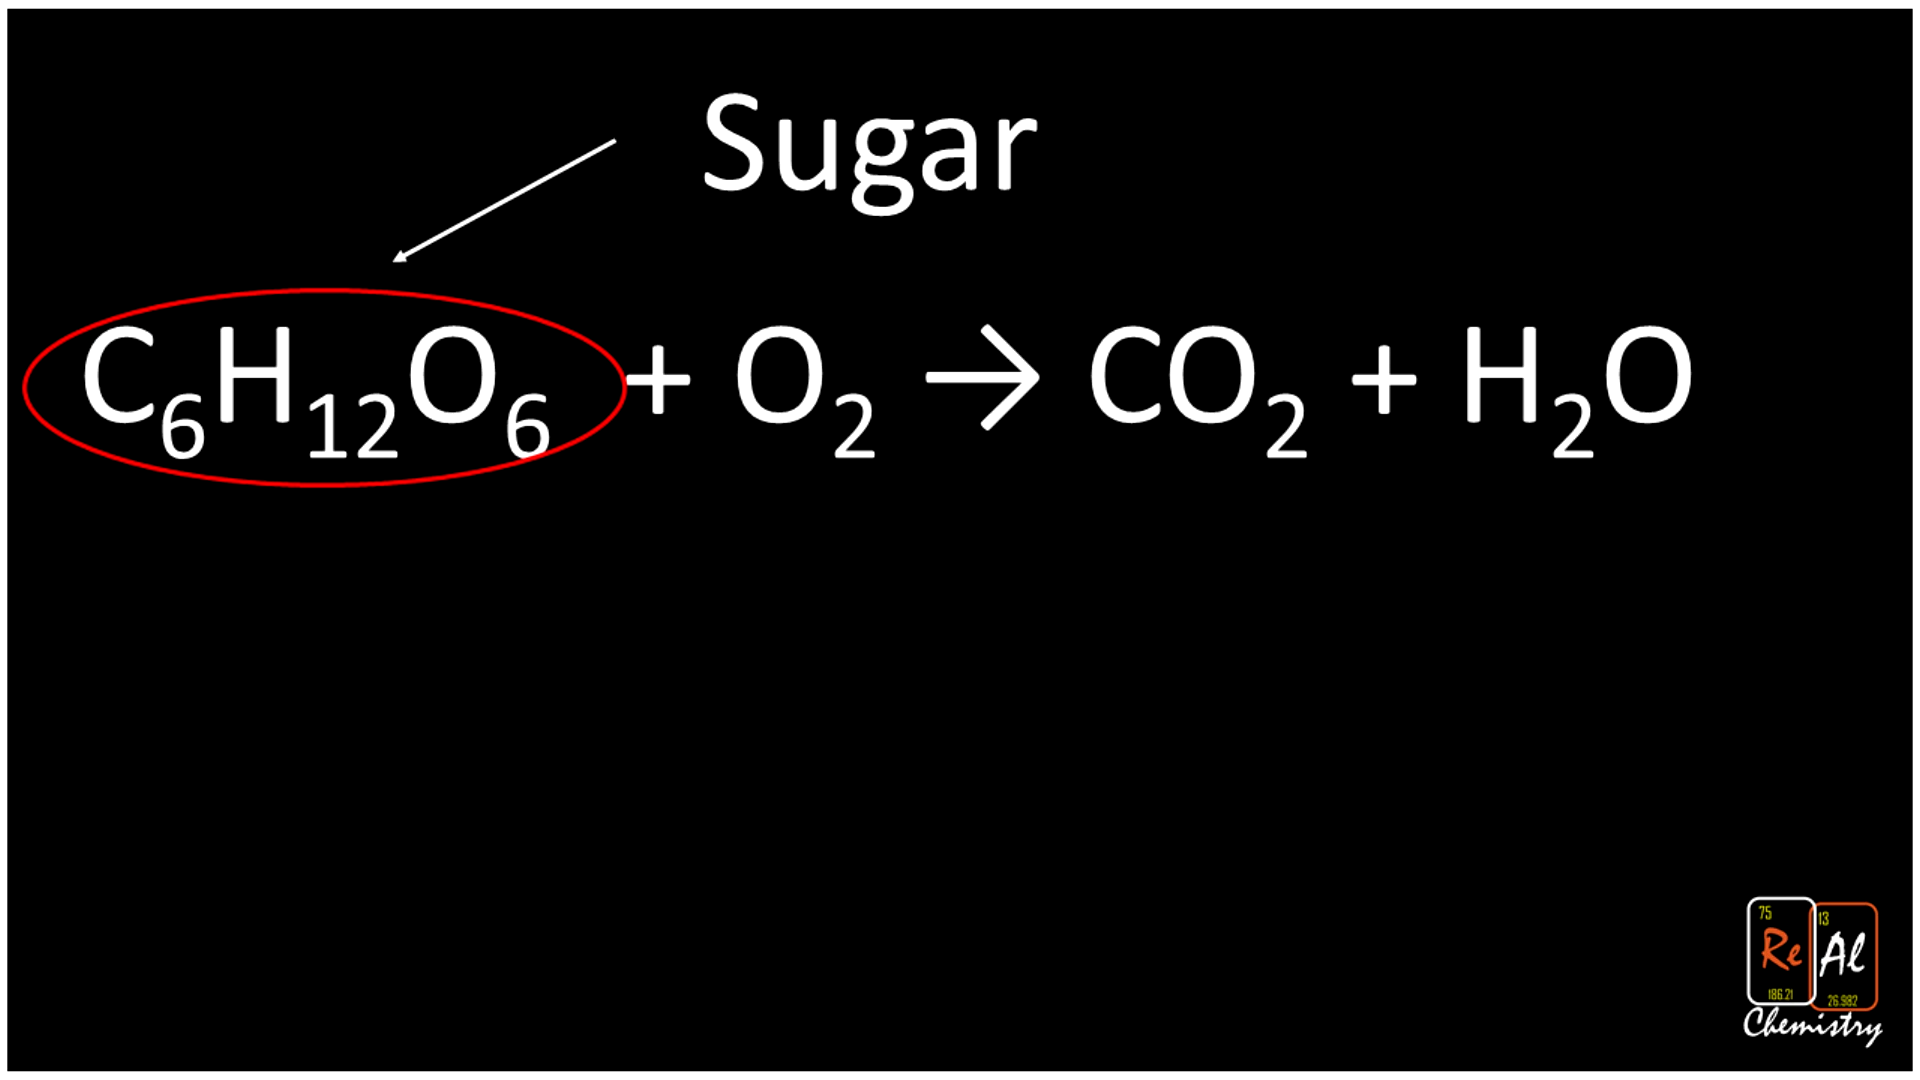 Sugar
C₆H₁₂O₆ + O₂ → CO₂ + H₂O
75 13
Re Al
186.21 26.982
Chemistry